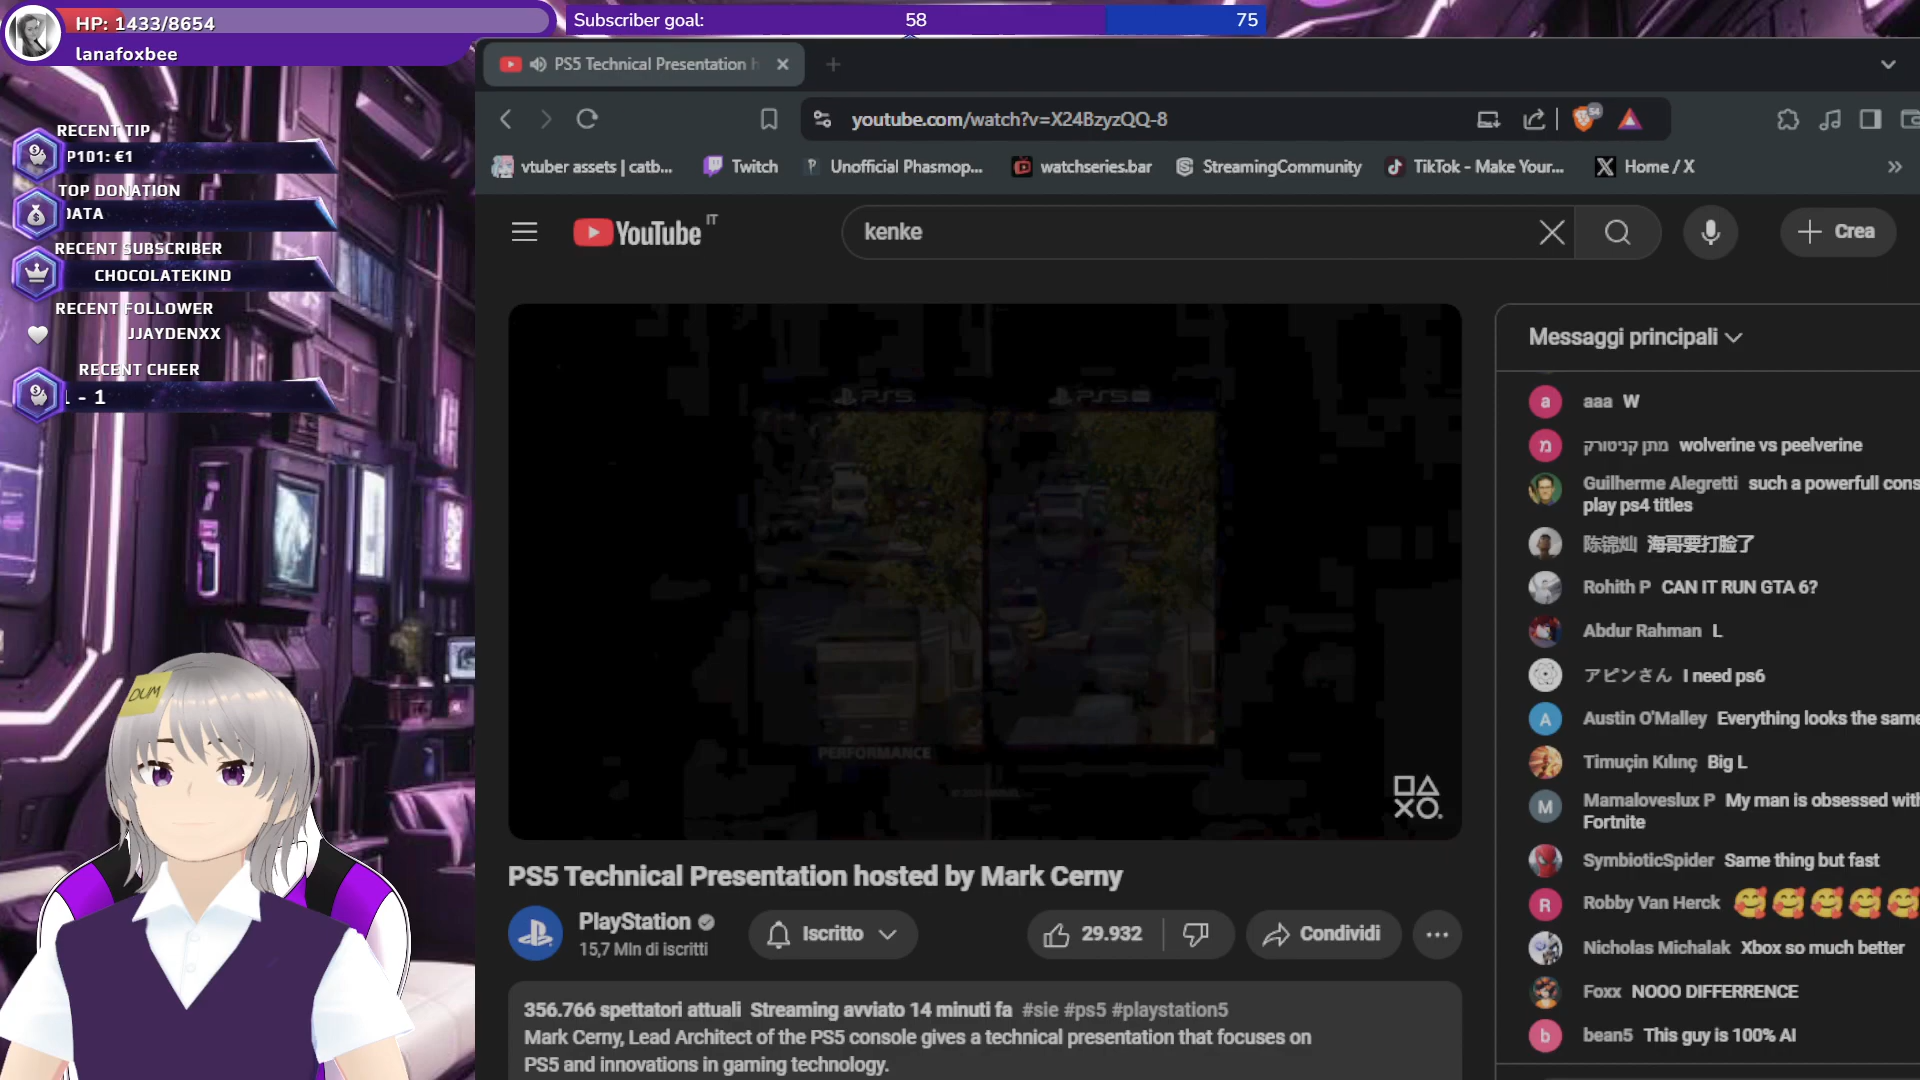 HP: 1433/8654
lanafoxbee
Subscriber goal:
58
75
RECENT TIP
P101: €1
TOP DONATION
DATA
RECENT SUBSCRIBER
CHOCOLATEKIND
RECENT FOLLOWER
JJAYDENXX
RECENT CHEER
- 1
DUM
PS5 Technical Presentation h
youtube.com/watch?v=X24BzyzQQ-8
54
vtuber assets | catb...
Twitch
Unofficial Phasmop...
watchseries.bar
StreamingCommunity
TikTok - Make Your...
Home / X
YouTube IT
kenke
Crea
PS5
PS5
PERFORMANCE
PS5 Technical Presentation hosted by Mark Cerny
PlayStation
15,7 Mln di iscritti
Iscritto
29.932
Condividi
356.766 spettatori attuali Streaming avviato 14 minuti fa #sie #ps5 #playstation5
Mark Cerny, Lead Architect of the PS5 console gives a technical presentation that focuses on
PS5 and innovations in gaming technology.
Messaggi principali
a aaa W
מ מתן קניטורק wolverine vs peelverine
Guilherme Alegretti such a powerfull cons
play ps4 titles
陈锦灿 海哥要打脸了
Rohith P CAN IT RUN GTA 6?
Abdur Rahman L
アピンさん I need ps6
A Austin O'Malley Everything looks the same
Timuçin Kılınç Big L
M Mamaloveslux P My man is obsessed with
Fortnite
SymbioticSpider Same thing but fast
R Robby Van Herck 🥰🥰🥰🥰🥰
Nicholas Michalak Xbox so much better
Foxx NOOO DIFFERRENCE
b bean5 This guy is 100% AI